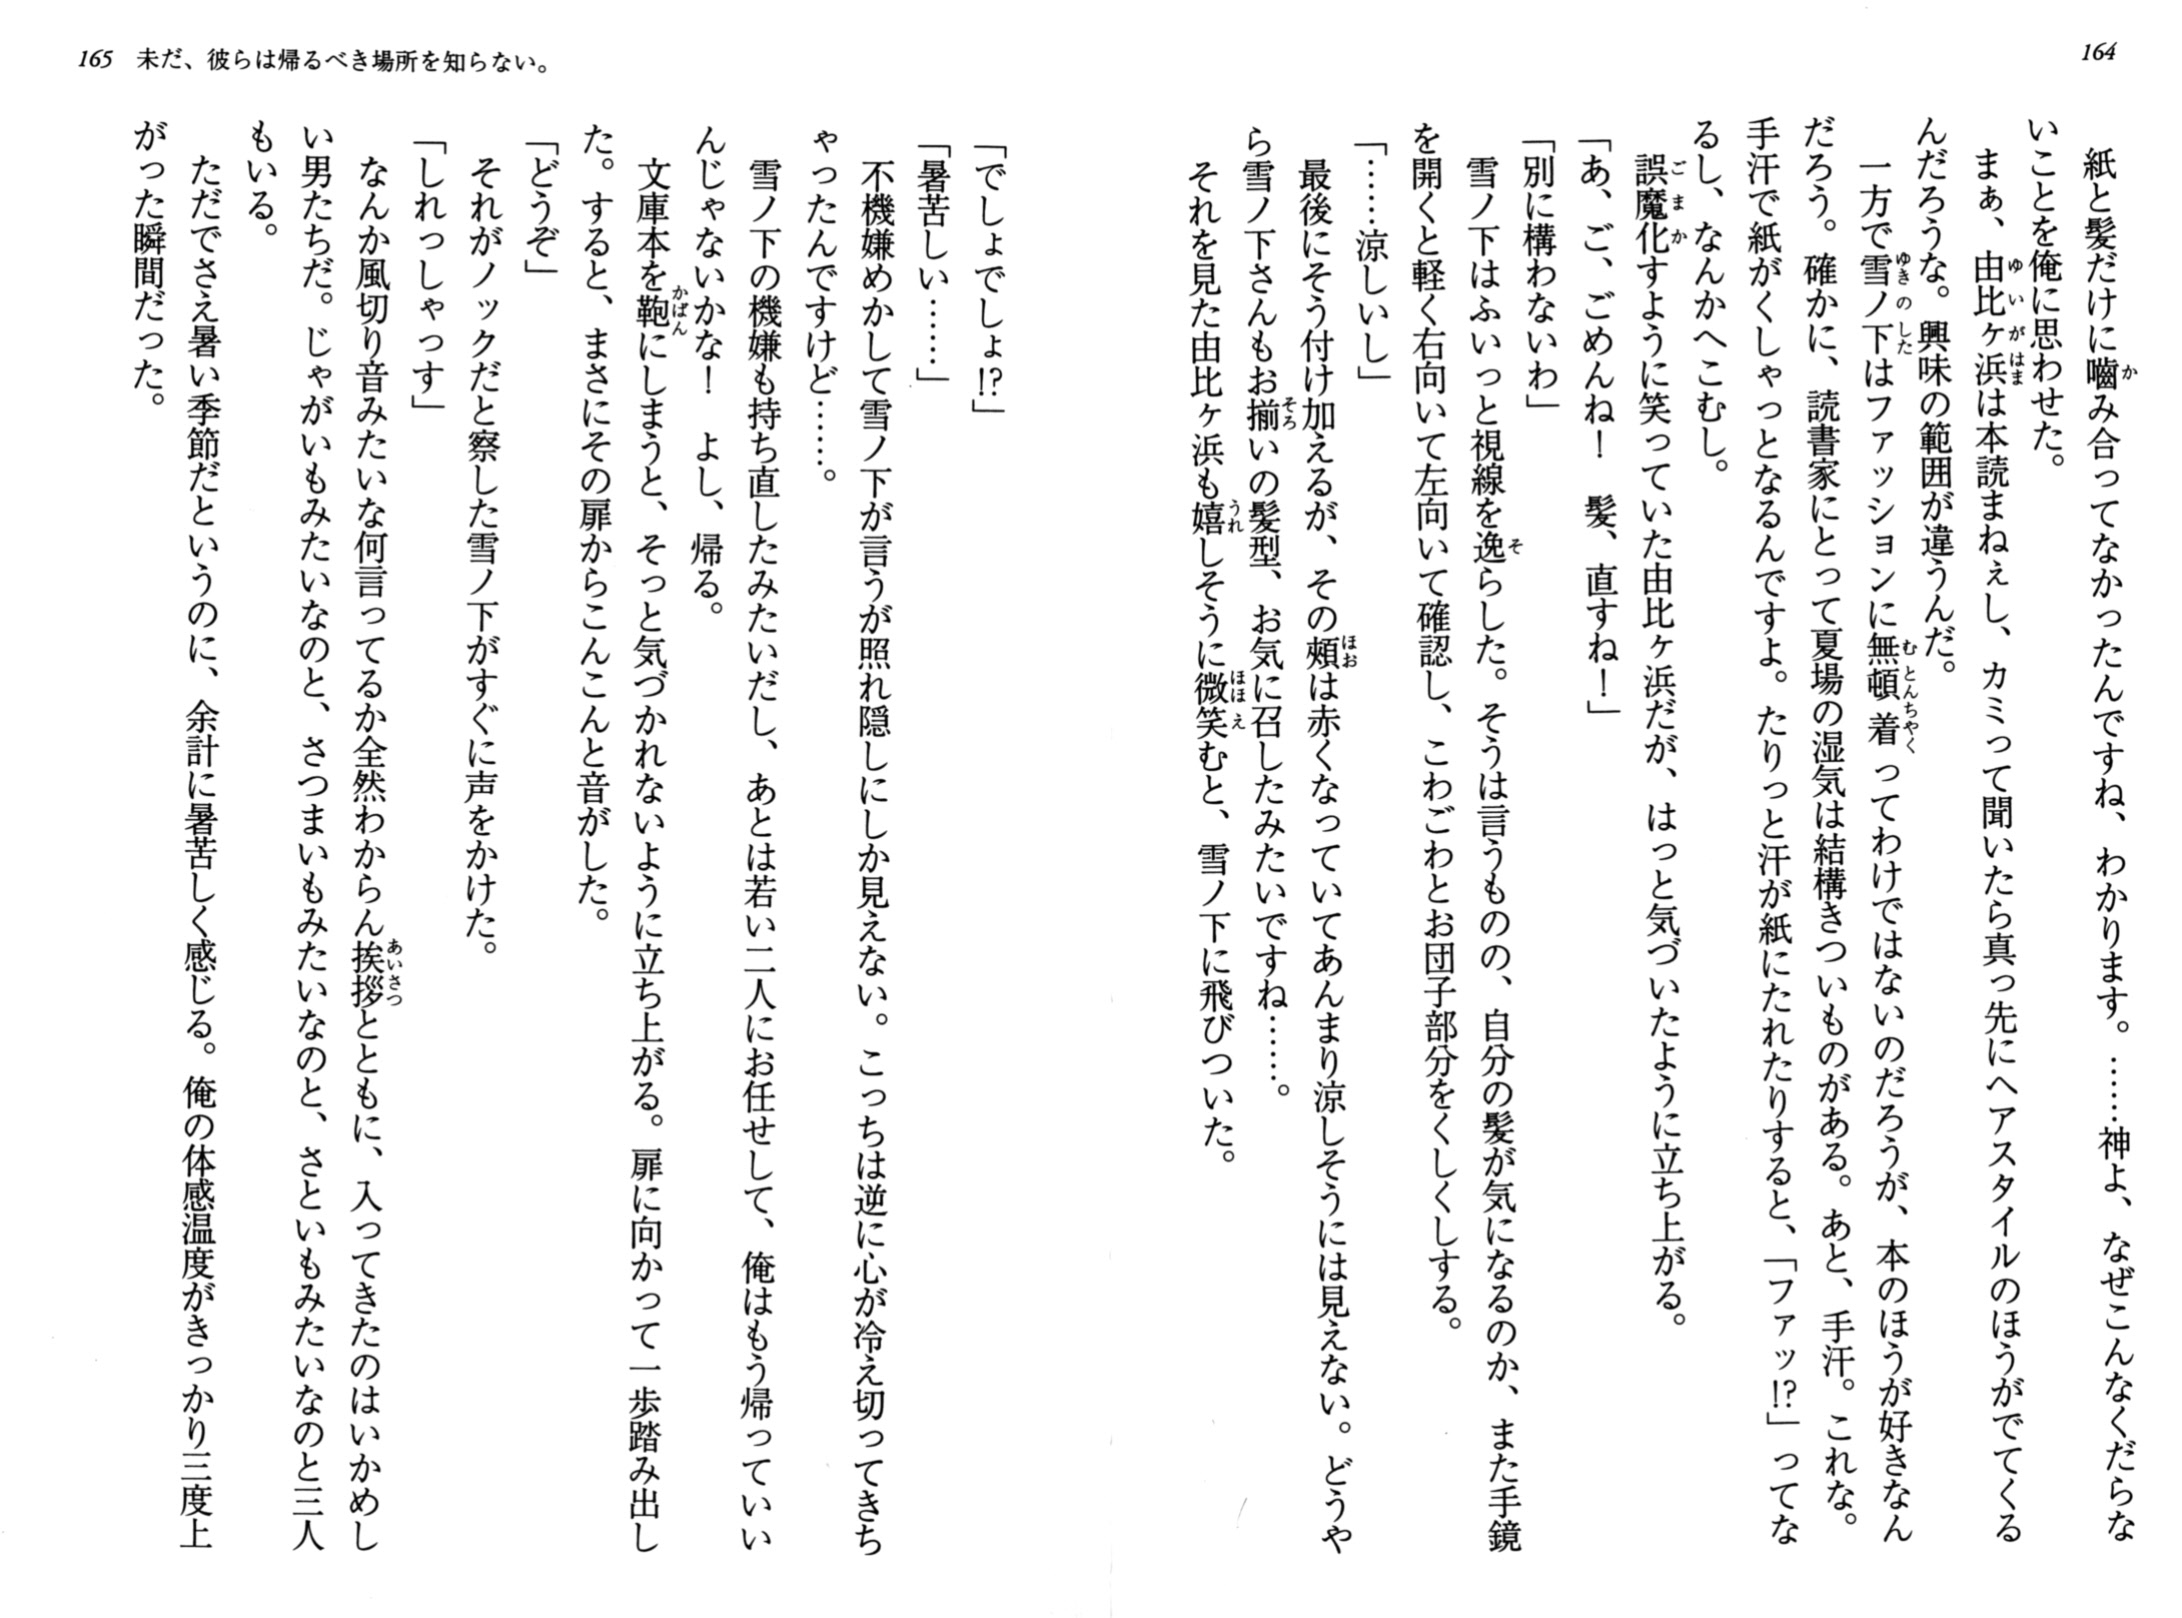 164
紙と髪だけに嚙み合ってなかったんですね、わかります。……神よ、なぜこんなくだらな
いことを俺に思わせた。
まぁ、由比ヶ浜は本読まねぇし、カミって聞いたら真っ先にヘアスタイルのほうがでてくる
んだろうな。興味の範囲が違うんだ。
一方で雪ノ下はファッションに無頓着ってわけではないのだろうが、本のほうが好きなん
だろう。確かに、読書家にとって夏場の湿気は結構きついものがある。あと、手汗。これな。
手汗で紙がくしゃっとなるんですよ。たりっと汗が紙にたれたりすると、「ファッ!?」ってな
るし、なんかへこむし。
誤魔化すように笑っていた由比ヶ浜だが、はっと気づいたように立ち上がる。
「あ、ご、ごめんね！　髪、直すね！」
「別に構わないわ」
雪ノ下はふいっと視線を逸らした。そうは言うものの、自分の髪が気になるのか、また手鏡
を開くと軽く右向いて左向いて確認し、こわごわとお団子部分をくしくしする。
「……涼しいし」
最後にそう付け加えるが、その頰は赤くなっていてあんまり涼しそうには見えない。どうや
ら雪ノ下さんもお揃いの髪型、お気に召したみたいですね……。
それを見た由比ヶ浜も嬉しそうに微笑むと、雪ノ下に飛びついた。
165　未だ、彼らは帰るべき場所を知らない。
「でしょでしょ!?」
「暑苦しい……」
不機嫌めかして雪ノ下が言うが照れ隠しにしか見えない。こっちは逆に心が冷え切ってきち
ゃったんですけど……。
雪ノ下の機嫌も持ち直したみたいだし、あとは若い二人にお任せして、俺はもう帰っていい
んじゃないかな！　よし、帰る。
文庫本を鞄にしまうと、そっと気づかれないように立ち上がる。扉に向かって一歩踏み出し
た。すると、まさにその扉からこんこんと音がした。
「どうぞ」
それがノックだと察した雪ノ下がすぐに声をかけた。
「しれっしゃっす」
なんか風切り音みたいな何言ってるか全然わからん挨拶とともに、入ってきたのはいかめし
い男たちだ。じゃがいもみたいなのと、さつまいもみたいなのと、さといもみたいなのと三人
もいる。
ただでさえ暑い季節だというのに、余計に暑苦しく感じる。俺の体感温度がきっかり三度上
がった瞬間だった。